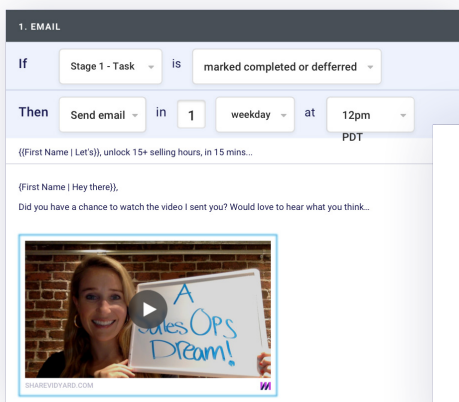 1. EMAIL
If Stage 1 - Task is marked completed or defferred
Then Send email in 1 weekday at 12pm PDT
{{First Name | Let's}}, unlock 15+ selling hours, in 15 mins...
{First Name | Hey there}},
Did you have a chance to watch the video I sent you? Would love to hear what you think...
A
Sales OPS
Dream!
SHAREVIDYARD.COM